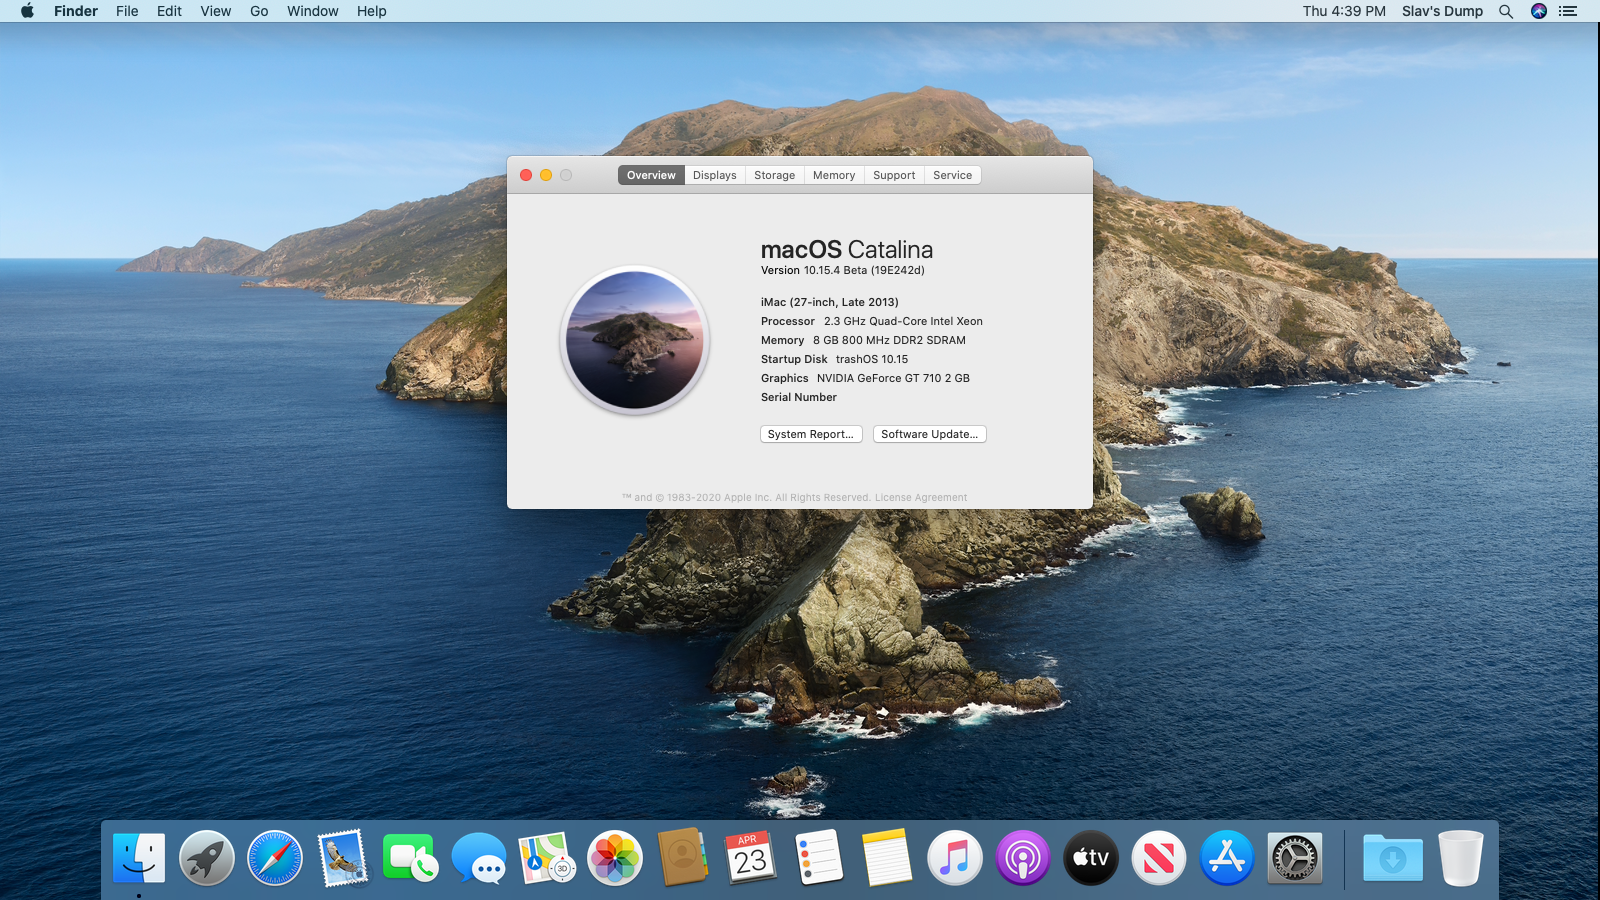 Finder File Edit View Go Window Help Thu 4:39 PM Slav's Dump
Overview Displays Storage Memory Support Service
macOS Catalina
Version 10.15.4 Beta (19E242d)
iMac (27-inch, Late 2013)
Processor 2.3 GHz Quad-Core Intel Xeon
Memory 8 GB 800 MHz DDR2 SDRAM
Startup Disk trashOS 10.15
Graphics NVIDIA GeForce GT 710 2 GB
Serial Number
System Report... Software Update...
™ and © 1983-2020 Apple Inc. All Rights Reserved. License Agreement
APR
23
3D
tv